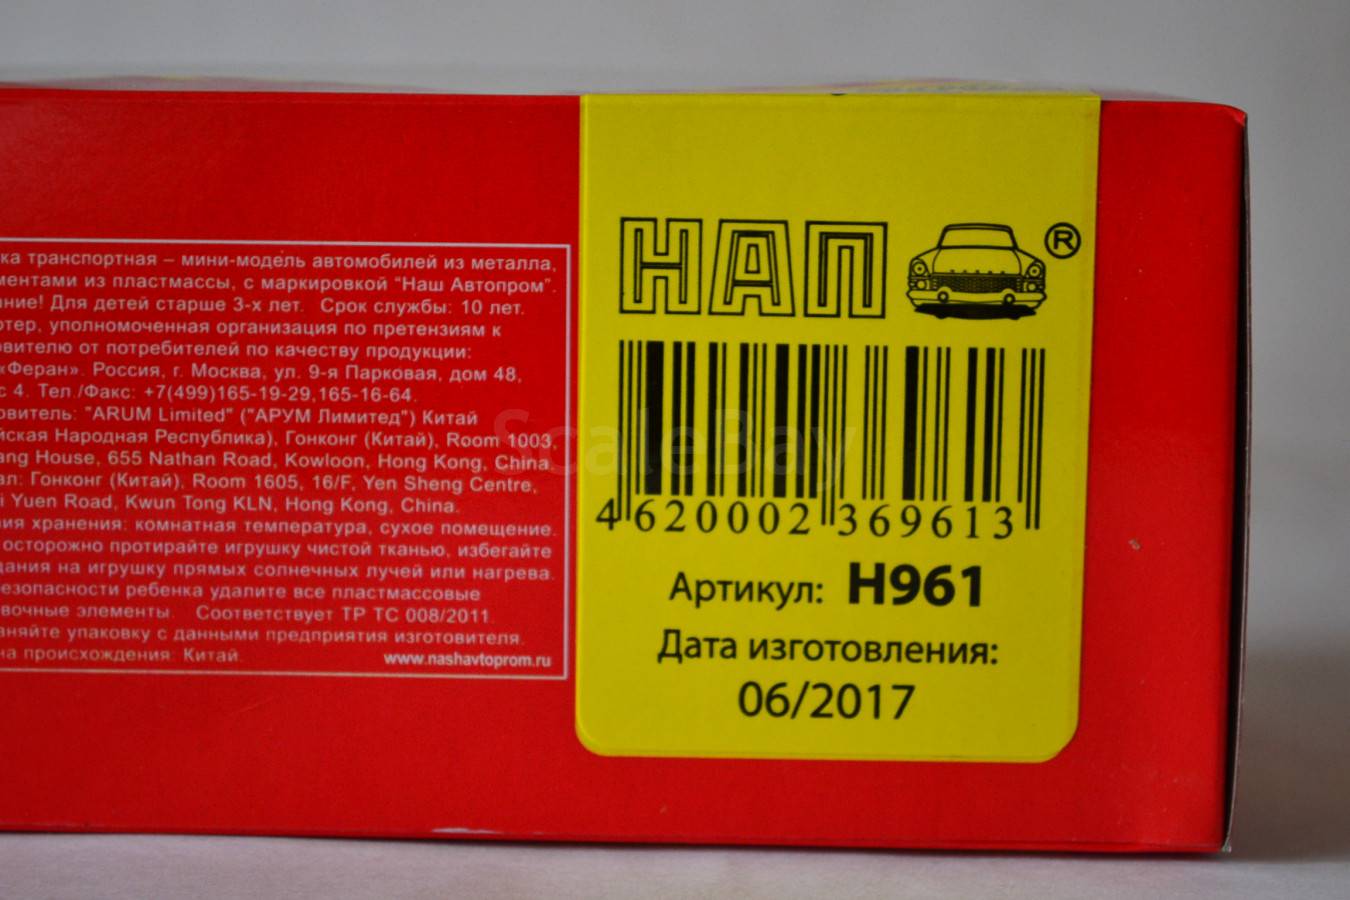 ка транспортная – мини-модель автомобилей из металла,
ментами из пластмассы, с маркировкой “Наш Автопром”.
ание! Для детей старше 3-х лет. Срок службы: 10 лет.
ртер, уполномоченная организация по претензиям к
овителю от потребителей по качеству продукции:
«Феран». Россия, г. Москва, ул. 9-я Парковая, дом 48,
с 4. Тел./Факс: +7(499)165-19-29,165-16-64.
овитель: "ARUM Limited" ("АРУМ Лимитед") Китай
йская Народная Республика), Гонконг (Китай), Room 1003,
ang House, 655 Nathan Road, Kowloon, Hong Kong, China.
ал: Гонконг (Китай), Room 1605, 16/F, Yen Sheng Centre,
i Yuen Road, Kwun Tong KLN, Hong Kong, China.
ния хранения: комнатная температура, сухое помещение.
осторожно протирайте игрушку чистой тканью, избегайте
дания на игрушку прямых солнечных лучей или нагрева.
езопасности ребенка удалите все пластмассовые
вочные элементы. Соответствует ТР ТС 008/2011.
аняйте упаковку с данными предприятия изготовителя.
на происхождения: Китай.
www.nashavtoprom.ru
НАП ®
4 620002 369613
Артикул: Н961
Дата изготовления:
06/2017
ScaleBay